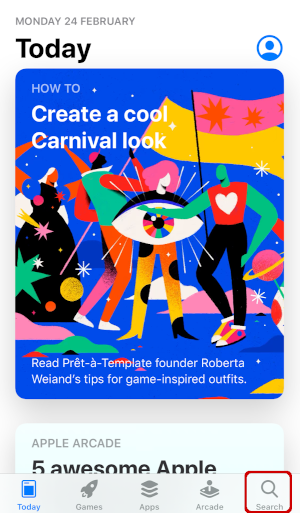 MONDAY 24 FEBRUARY
Today
HOW TO
Create a cool
Carnival look
Read Prêt-à-Template founder Roberta
Weiand's tips for game-inspired outfits.
APPLE ARCADE
5 awesome Apple
Today Games Apps Arcade Search